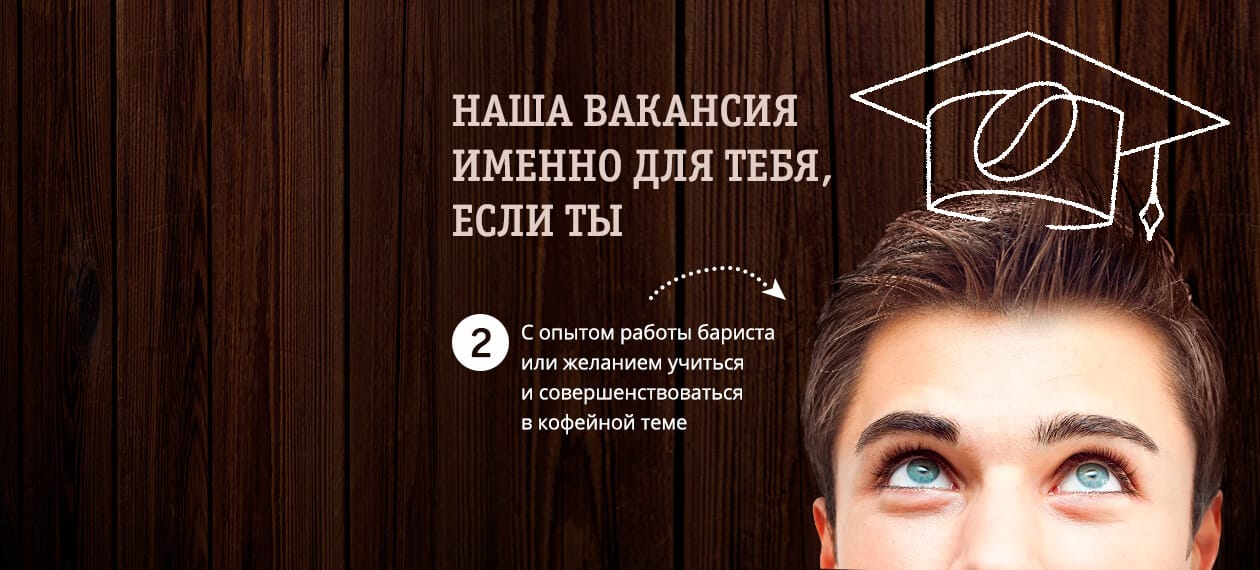 НАША ВАКАНСИЯ
ИМЕННО ДЛЯ ТЕБЯ,
ЕСЛИ ТЫ
2
С опытом работы бариста
или желанием учиться
и совершенствоваться
в кофейной теме